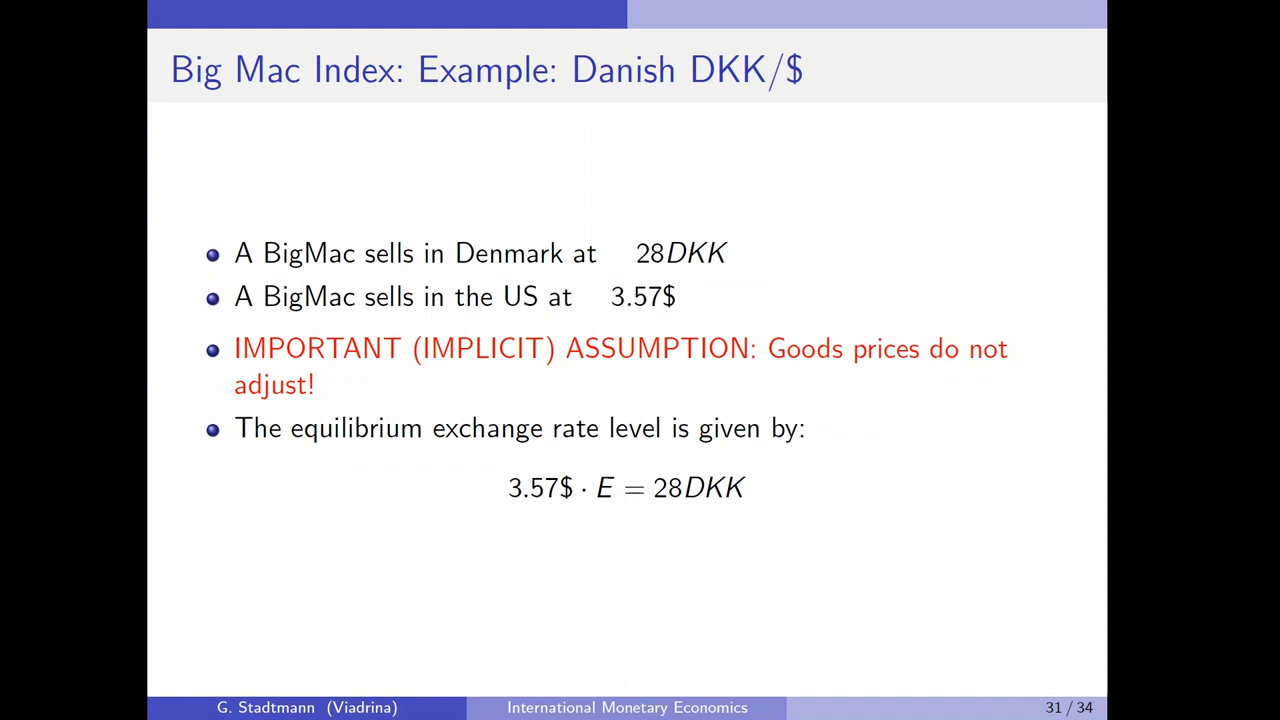 Big Mac Index: Example: Danish DKK/$
A BigMac sells in Denmark at 28DKK
A BigMac sells in the US at 3.57$
IMPORTANT (IMPLICIT) ASSUMPTION: Goods prices do not
adjust!
The equilibrium exchange rate level is given by:
3.57$ · E = 28DKK
G. Stadtmann (Viadrina) International Monetary Economics 31 / 34